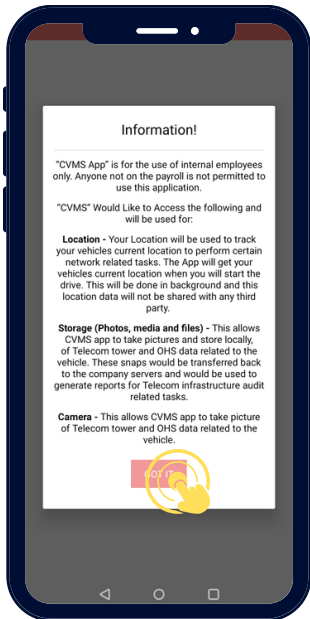 Information!
“CVMS App” is for the use of internal employees
only. Anyone not on the payroll is not permitted to
use this application.
“CVMS” Would Like to Access the following and
will be used for:
Location - Your Location will be used to track
your vehicles current location to perform certain
network related tasks. The App will get your
vehicles current location when you will start the
drive. This will be done in background and this
location data will not be shared with any third
party.
Storage (Photos, media and files) - This allows
CVMS app to take pictures and store locally,
of Telecom tower and OHS data related to the
vehicle. These snaps would be transferred back
to the company servers and would be used to
generate reports for Telecom infrastructure audit
related tasks.
Camera - This allows CVMS app to take picture
of Telecom tower and OHS data related to the
vehicle.
GOT IT